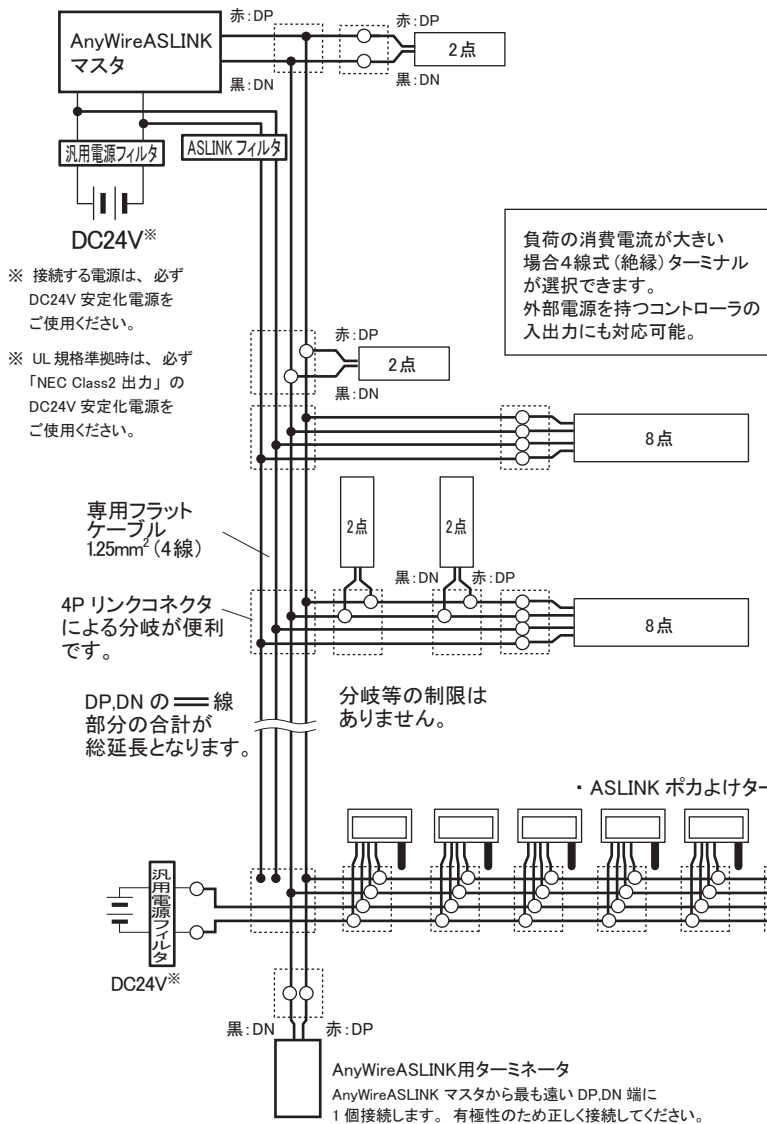 赤:DP
赤:DP
AnyWireASLINK
マスタ
2点
黒:DN
黒:DN
汎用電源フィルタ
ASLINK フィルタ
DC24V※
※ 接続する電源は、必ず
DC24V 安定化電源を
ご使用ください。
※ UL 規格準拠時は、必ず
「NEC Class2 出力」の
DC24V 安定化電源を
ご使用ください。
負荷の消費電流が大きい
場合4線式(絶縁)ターミナル
が選択できます。
外部電源を持つコントローラの
入出力にも対応可能。
赤:DP
2点
黒:DN
8点
専用フラット
ケーブル
1.25mm²(4線)
2点
2点
黒:DN
赤:DP
4P リンクコネクタ
による分岐が便利
です。
8点
DP,DN の 線
部分の合計が
総延長となります。
分岐等の制限は
ありません。
・ ASLINK ポカよけター
汎用電源フィルタ
DC24V※
黒:DN
赤:DP
AnyWireASLINK用ターミネータ
AnyWireASLINK マスタから最も遠い DP,DN 端に
1 個接続します。 有極性のため正しく接続してください。